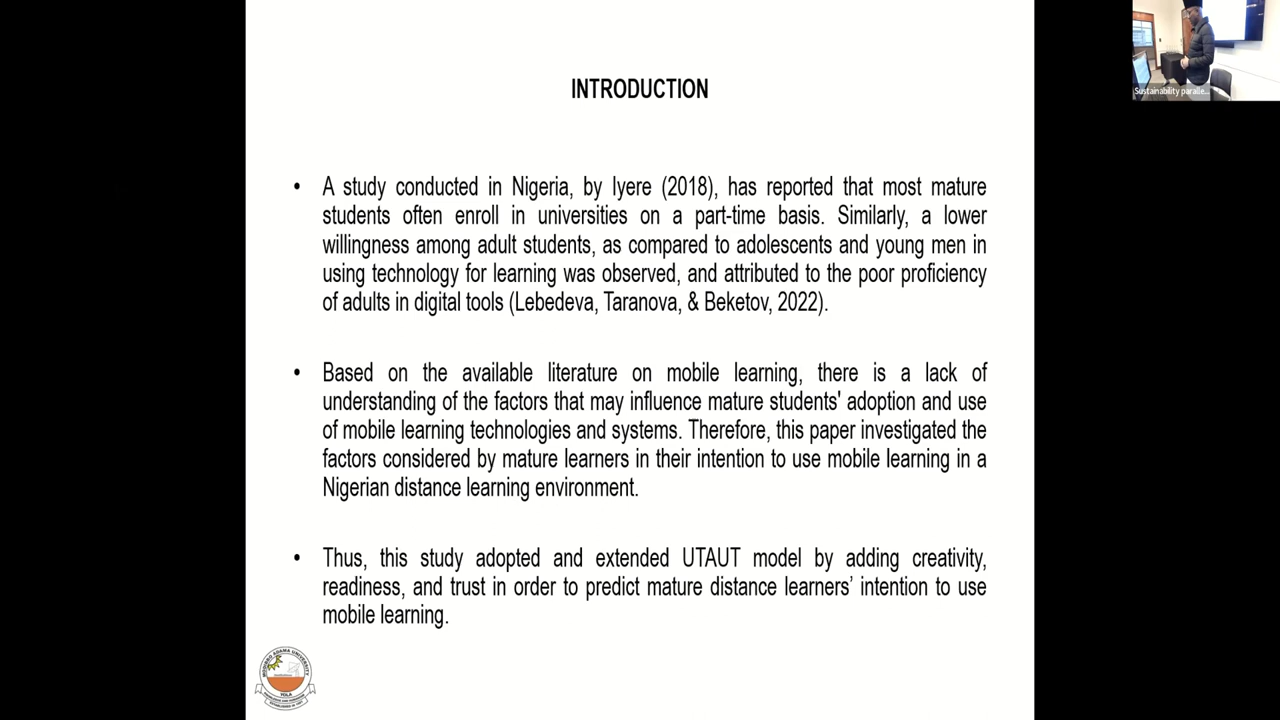 INTRODUCTION
• A study conducted in Nigeria, by Iyere (2018), has reported that most mature
students often enroll in universities on a part-time basis. Similarly, a lower
willingness among adult students, as compared to adolescents and young men in
using technology for learning was observed, and attributed to the poor proficiency
of adults in digital tools (Lebedeva, Taranova, & Beketov, 2022).
• Based on the available literature on mobile learning, there is a lack of
understanding of the factors that may influence mature students' adoption and use
of mobile learning technologies and systems. Therefore, this paper investigated the
factors considered by mature learners in their intention to use mobile learning in a
Nigerian distance learning environment.
• Thus, this study adopted and extended UTAUT model by adding creativity,
readiness, and trust in order to predict mature distance learners’ intention to use
mobile learning.
Sustainability paralle...
MODIBBO ADAMA UNIVERSITY
YOLA